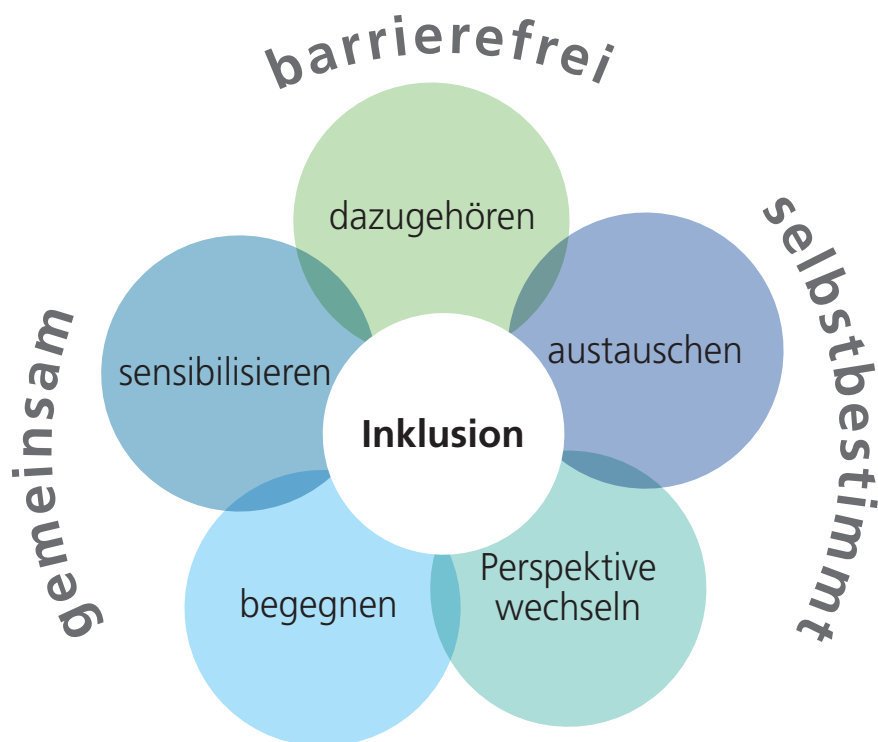 barrierefrei
dazugehören
selbstbestimmt
austauschen
sensibilisieren
gemeinsam
Inklusion
Perspektive
wechseln
begegnen